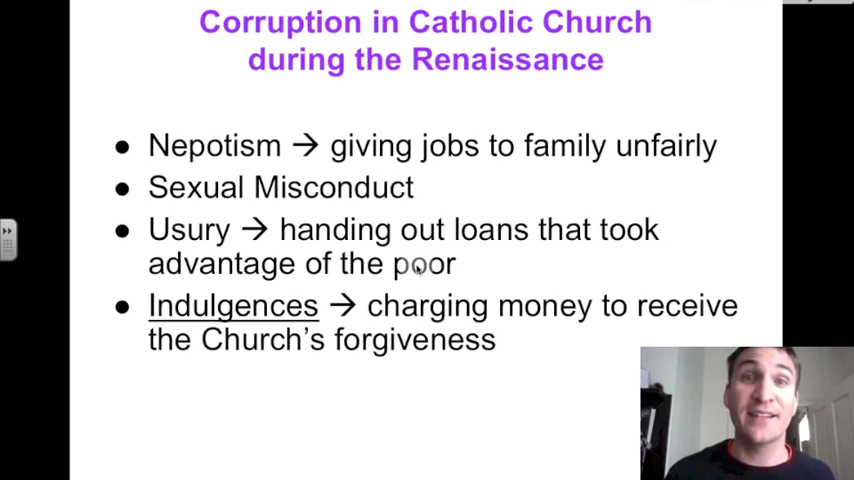 Corruption in Catholic Church
during the Renaissance
● Nepotism → giving jobs to family unfairly
● Sexual Misconduct
● Usury → handing out loans that took
advantage of the poor
● Indulgences → charging money to receive
the Church's forgiveness